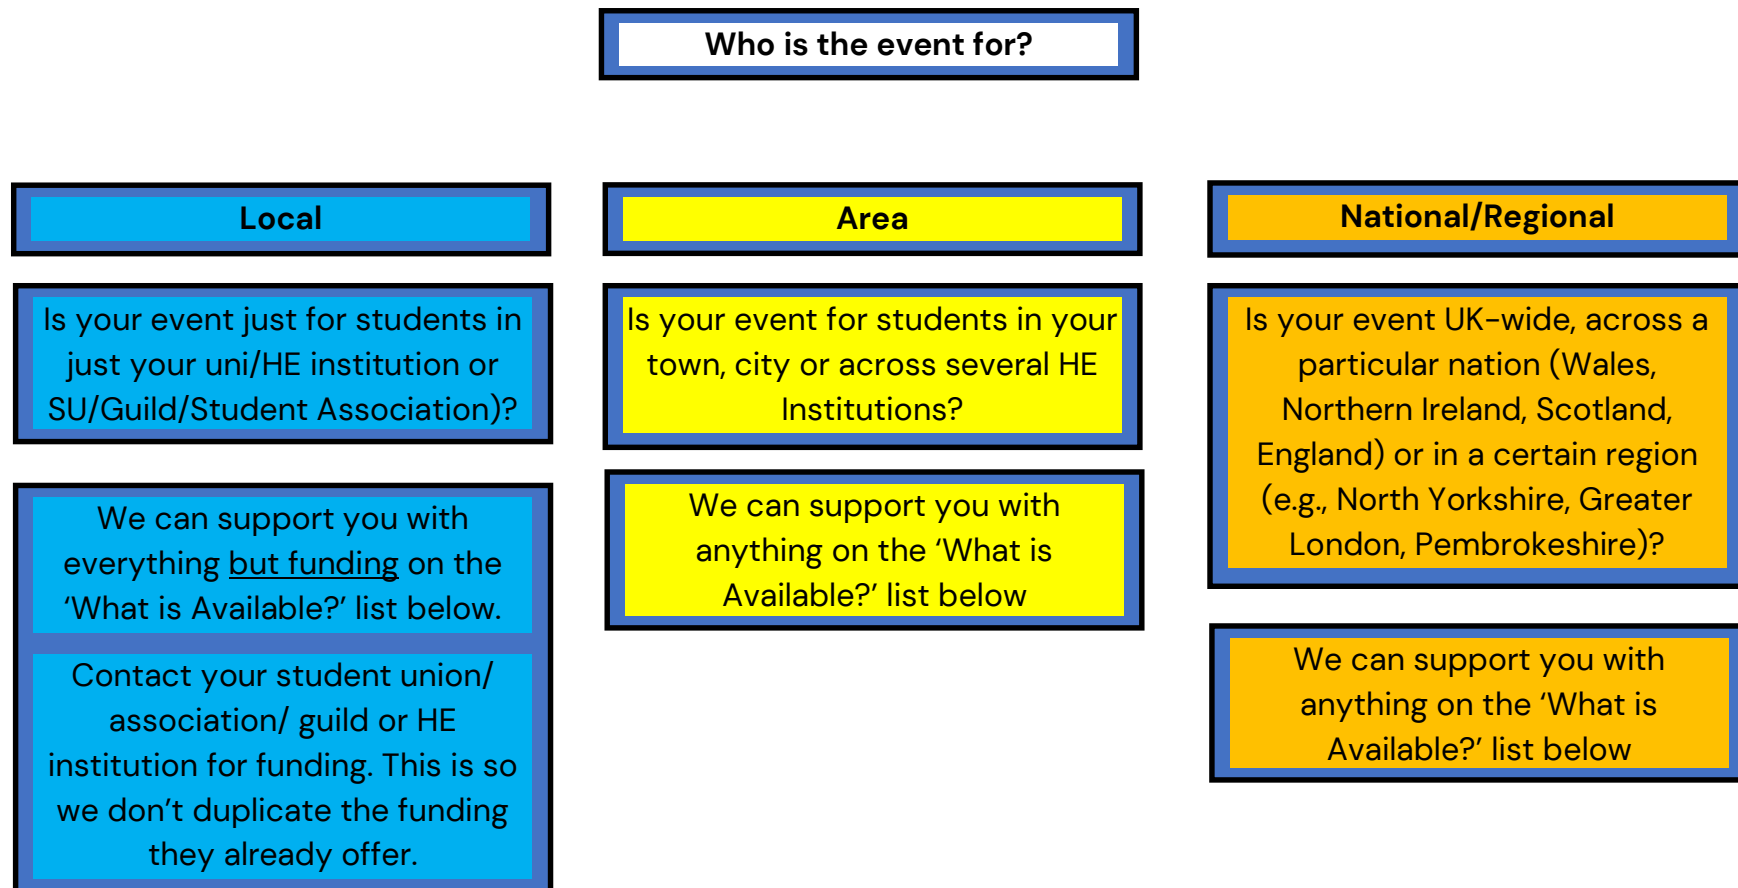 Who is the event for?
Local
Is your event just for students in
just your uni/HE institution or
SU/Guild/Student Association)?
We can support you with
everything but funding on the
‘What is Available?’ list below.
Contact your student union/
association/ guild or HE
institution for funding. This is so
we don’t duplicate the funding
they already offer.
Area
Is your event for students in your
town, city or across several HE
Institutions?
We can support you with
anything on the ‘What is
Available?’ list below
National/Regional
Is your event UK-wide, across a
particular nation (Wales,
Northern Ireland, Scotland,
England) or in a certain region
(e.g., North Yorkshire, Greater
London, Pembrokeshire)?
We can support you with
anything on the ‘What is
Available?’ list below